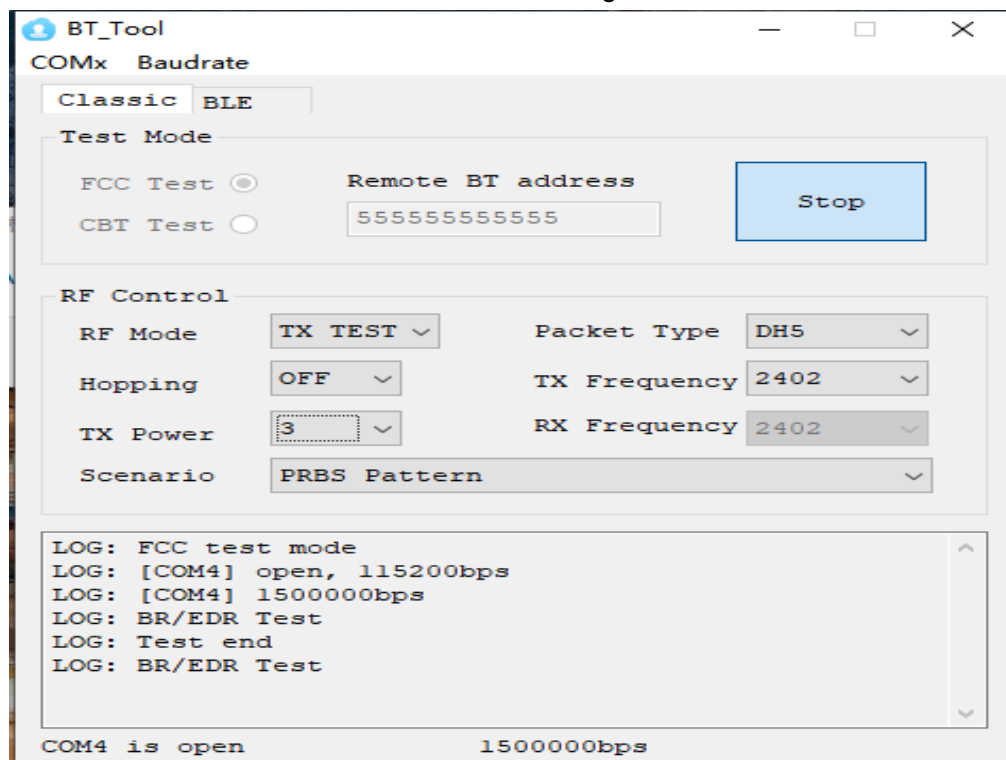 BT_Tool
COMx Baudrate
Classic BLE
Test Mode
FCC Test Remote BT address
Stop
CBT Test 555555555555
RF Control
RF Mode TX TEST Packet Type DH5
Hopping OFF TX Frequency 2402
TX Power 3 RX Frequency 2402
Scenario PRBS Pattern
LOG: FCC test mode
LOG: [COM4] open, 115200bps
LOG: [COM4] 1500000bps
LOG: BR/EDR Test
LOG: Test end
LOG: BR/EDR Test
COM4 is open 1500000bps